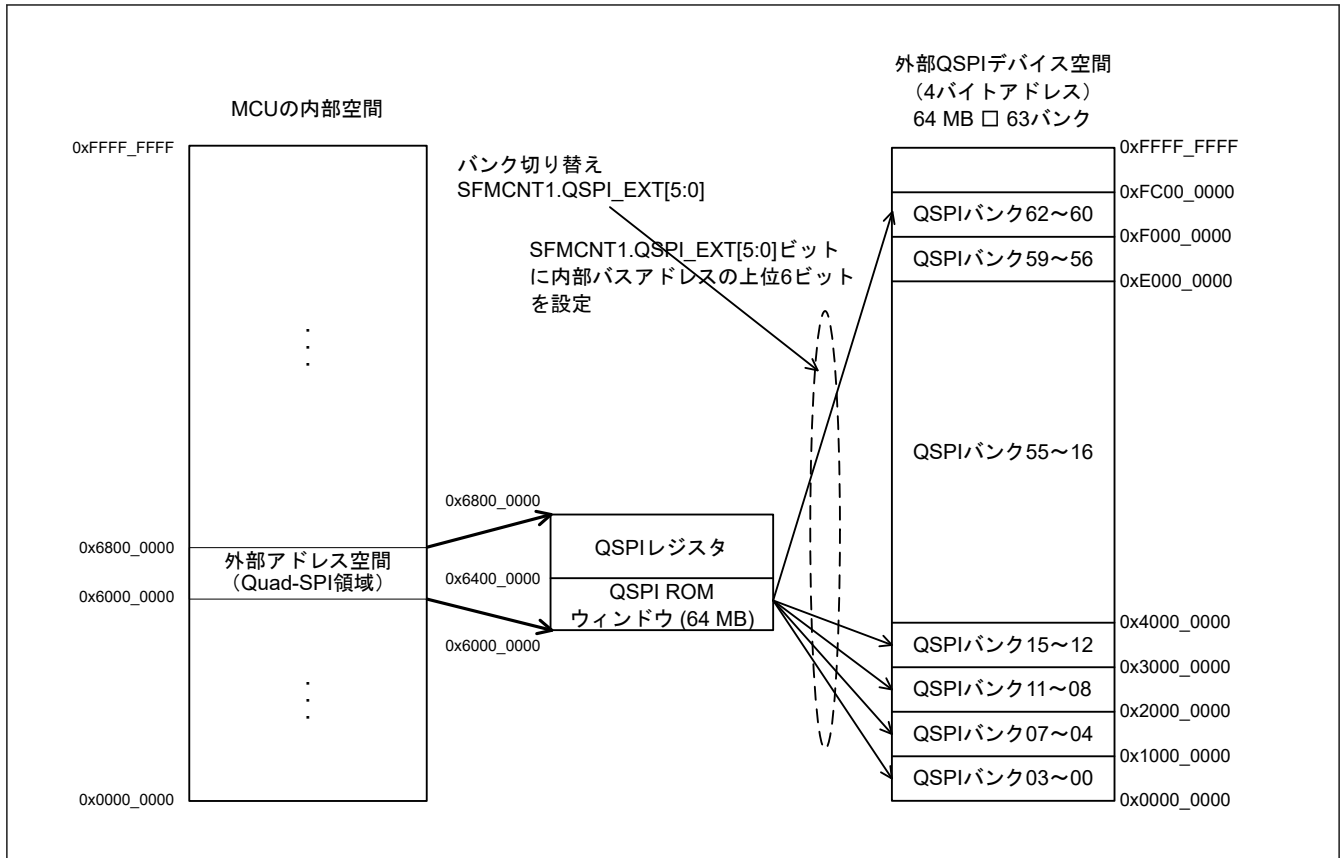 MCUの内部空間
0xFFFF_FFFF
⋮
0x6800_0000
外部アドレス空間
（Quad-SPI領域）
0x6000_0000
⋮
0x0000_0000
バンク切り替え
SFMCNT1.QSPI_EXT[5:0]
SFMCNT1.QSPI_EXT[5:0]ビット
に内部バスアドレスの上位6ビット
を設定
0x6800_0000
QSPIレジスタ
0x6400_0000
QSPI ROM
ウィンドウ (64 MB)
0x6000_0000
外部QSPIデバイス空間
（4バイトアドレス）
64 MB □ 63バンク
0xFFFF_FFFF
0xFC00_0000
QSPIバンク62～60
0xF000_0000
QSPIバンク59～56
0xE000_0000
QSPIバンク55～16
0x4000_0000
QSPIバンク15～12
0x3000_0000
QSPIバンク11～08
0x2000_0000
QSPIバンク07～04
0x1000_0000
QSPIバンク03～00
0x0000_0000